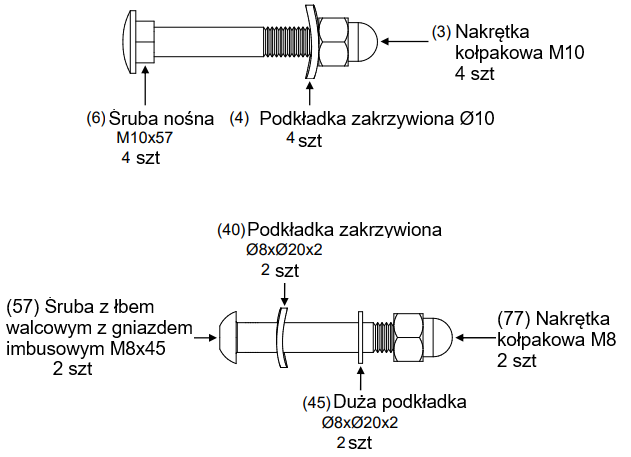 (3) Nakrętka
kołpakowa M10
4 szt
(6) Śruba nośna
M10x57
4 szt
(4) Podkładka zakrzywiona Ø10
4 szt
(40) Podkładka zakrzywiona
Ø8xØ20x2
2 szt
(57) Śruba z łbem
walcowym z gniazdem
imbusowym M8x45
2 szt
(77) Nakrętka
kołpakowa M8
2 szt
(45) Duża podkładka
Ø8xØ20x2
2 szt